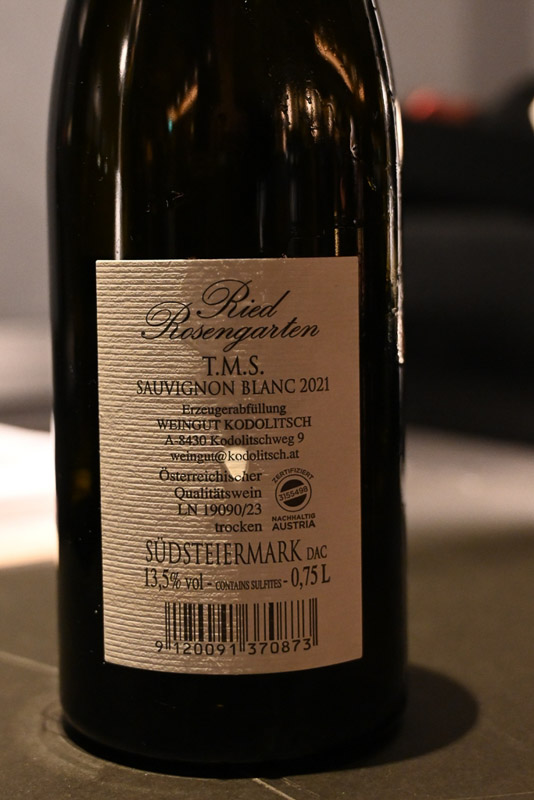 Ried
Rosengarten
T.M.S.
SAUVIGNON BLANC 2021
Erzeugerabfüllung
WEINGUT KODOLITSCH
A-8430 Kodolitschweg 9
weingut@kodolitsch.at
Österreichischer
Qualitätswein
LN 19090/23
trocken
ZERTIFIZIERT
3155498
NACHHALTIG
AUSTRIA
SÜDSTEIERMARK DAC
13,5% vol - CONTAINS SULFITES - 0,75 L
9 120091 370873